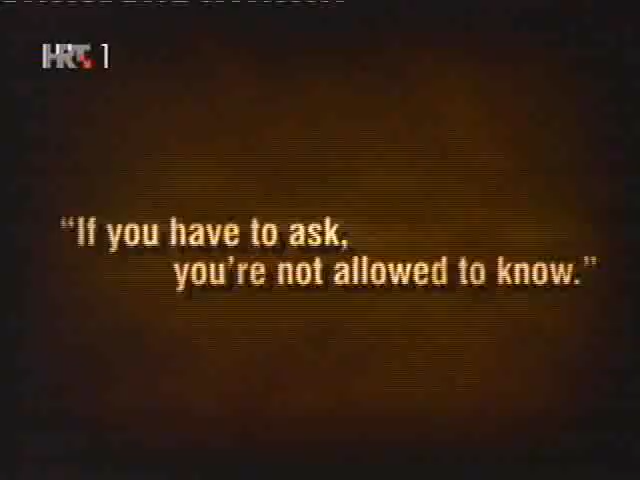 HRT 1
“If you have to ask,
you're not allowed to know.”